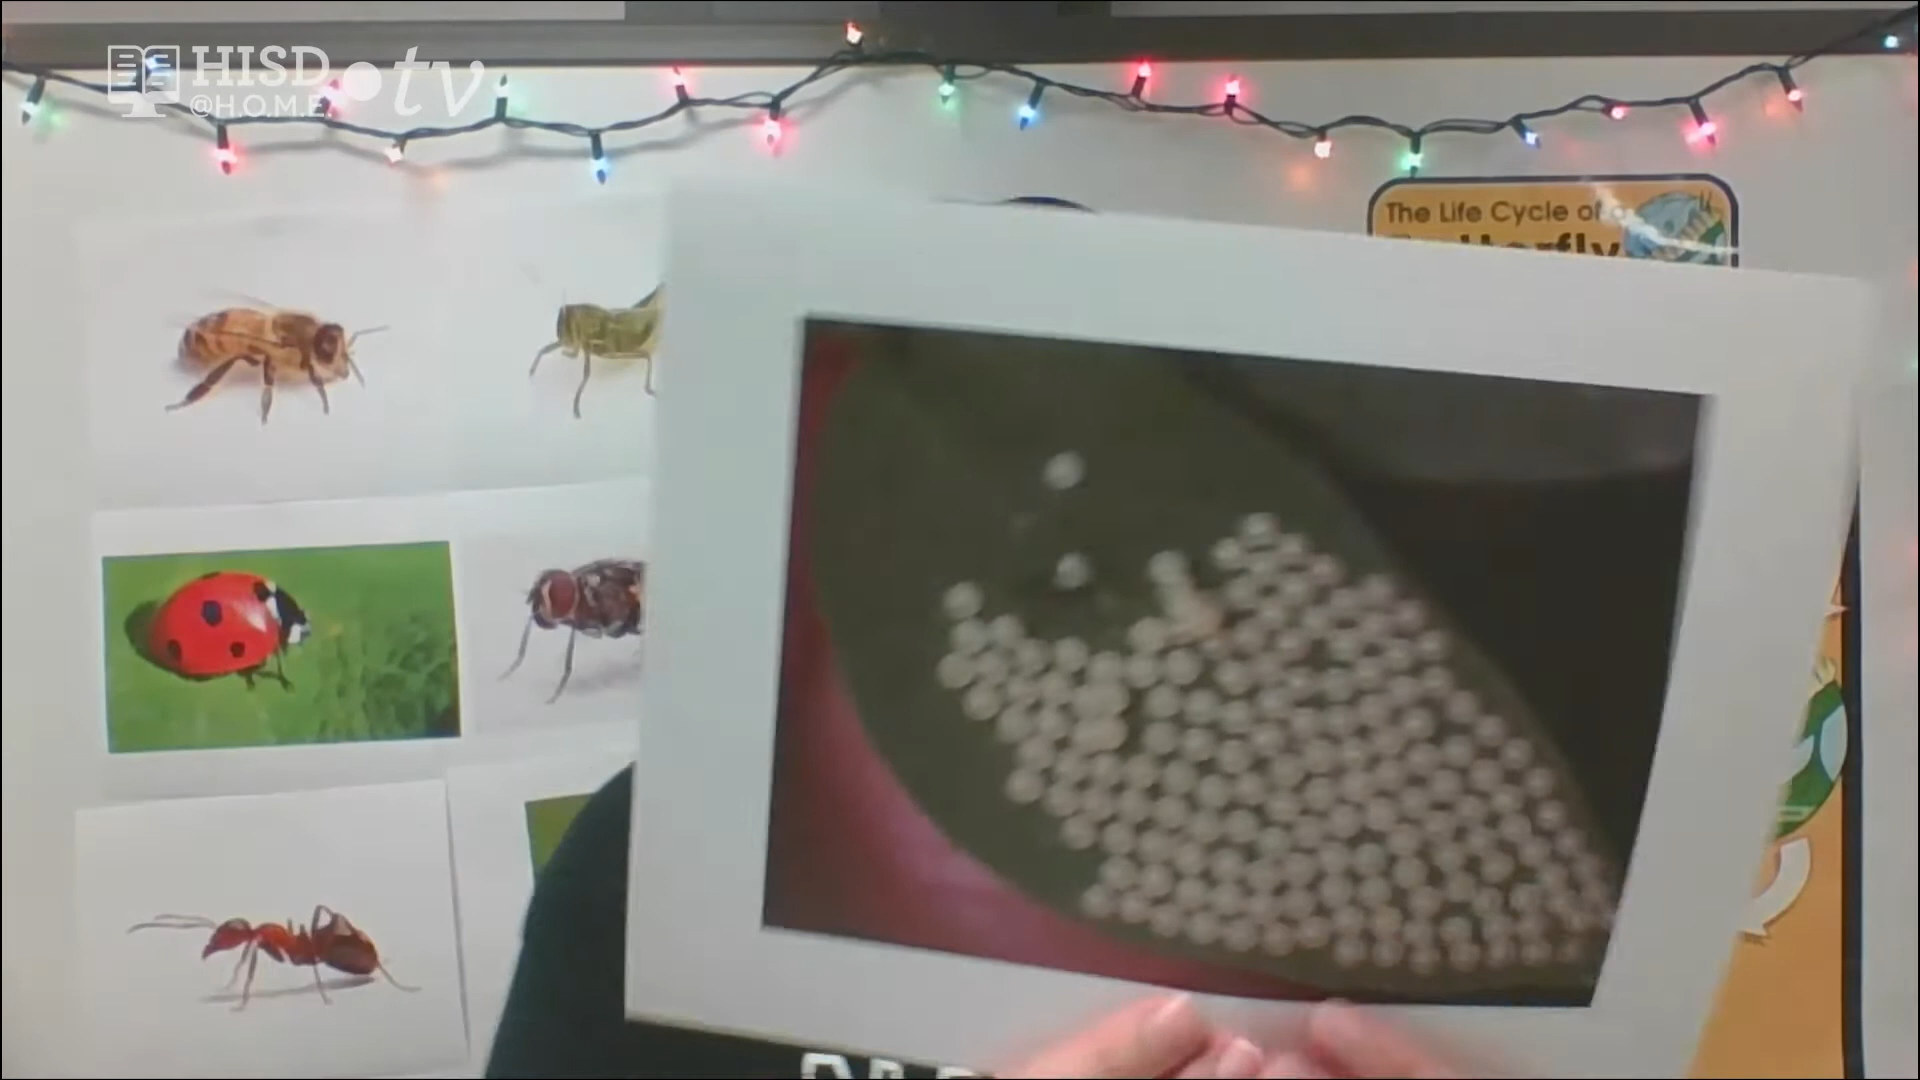 HISD
@H.O.M.E.
tv
The Life Cycle of a